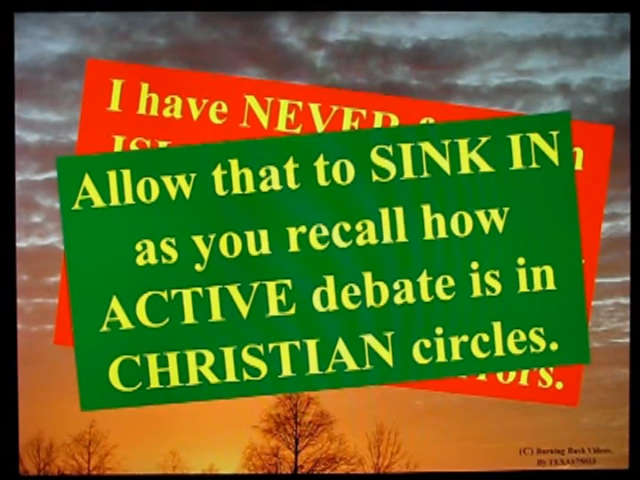 I have NEVER
Allow that to SINK IN
as you recall how
ACTIVE debate is in
CHRISTIAN circles.
(C) Burning Bush Videos,